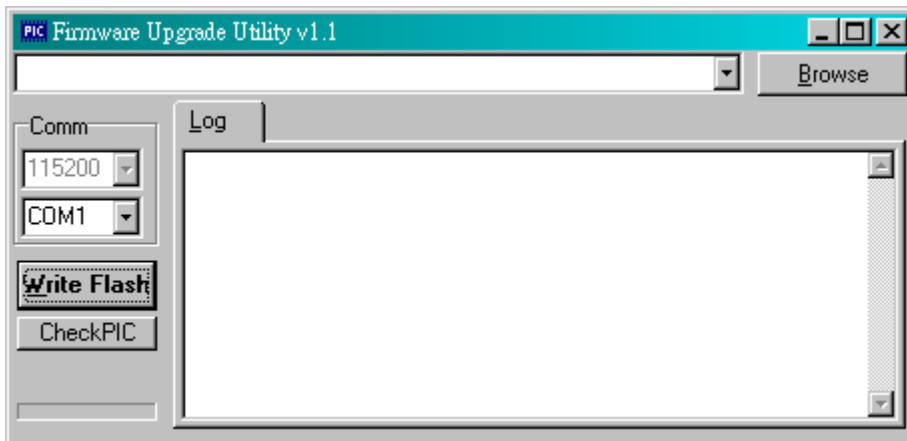 PIC Firmware Upgrade Utility v1.1
Browse
Comm
Log
115200
COM1
Write Flash
CheckPIC